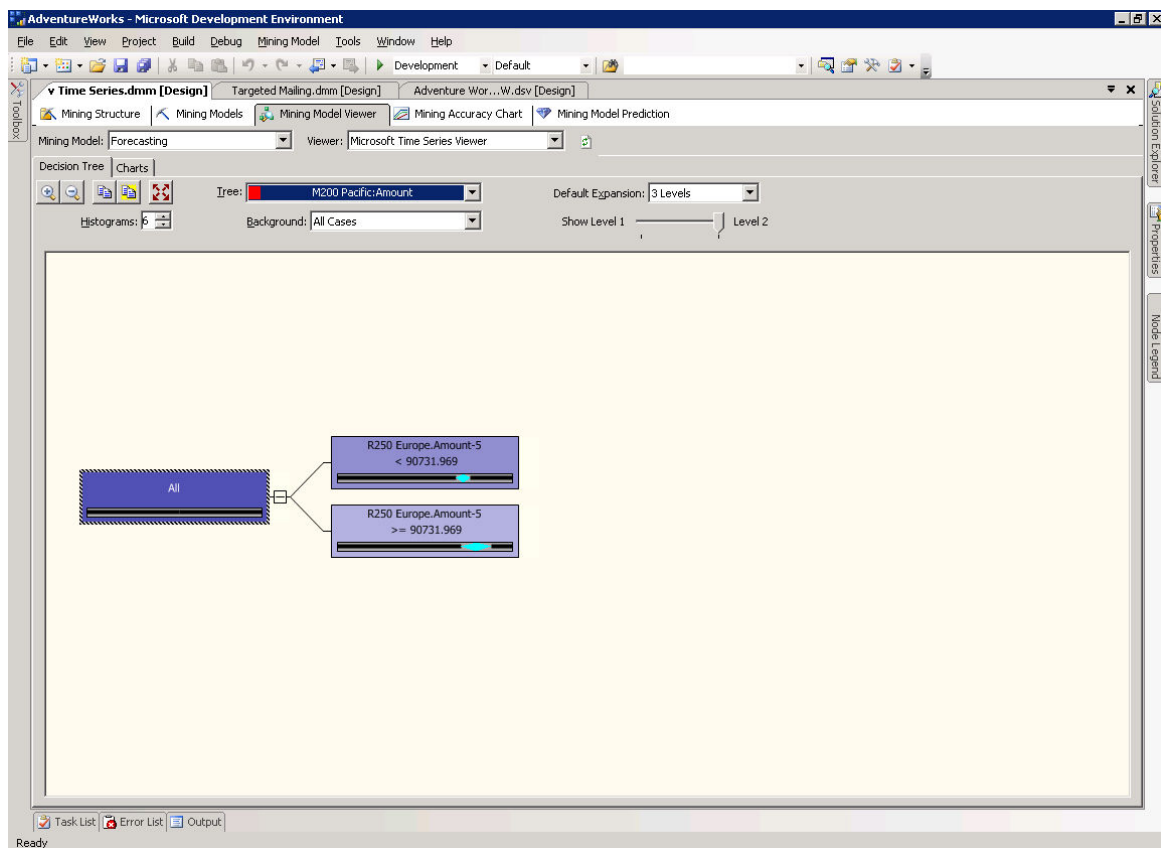 AdventureWorks - Microsoft Development Environment
File Edit View Project Build Debug Mining Model Tools Window Help
Development Default
v Time Series.dmm [Design] Targeted Mailing.dmm [Design] Adventure Wor...W.dsv [Design]
Toolbox
Mining Structure Mining Models Mining Model Viewer Mining Accuracy Chart Mining Model Prediction
Mining Model: Forecasting Viewer: Microsoft Time Series Viewer
Decision Tree Charts
Tree: M200 Pacific:Amount Default Expansion: 3 Levels
Histograms: 6 Background: All Cases Show Level 1 Level 2
Solution Explorer
Properties
Node Legend
All
R250 Europe.Amount-5
< 90731.969
R250 Europe.Amount-5
>= 90731.969
Task List Error List Output
Ready